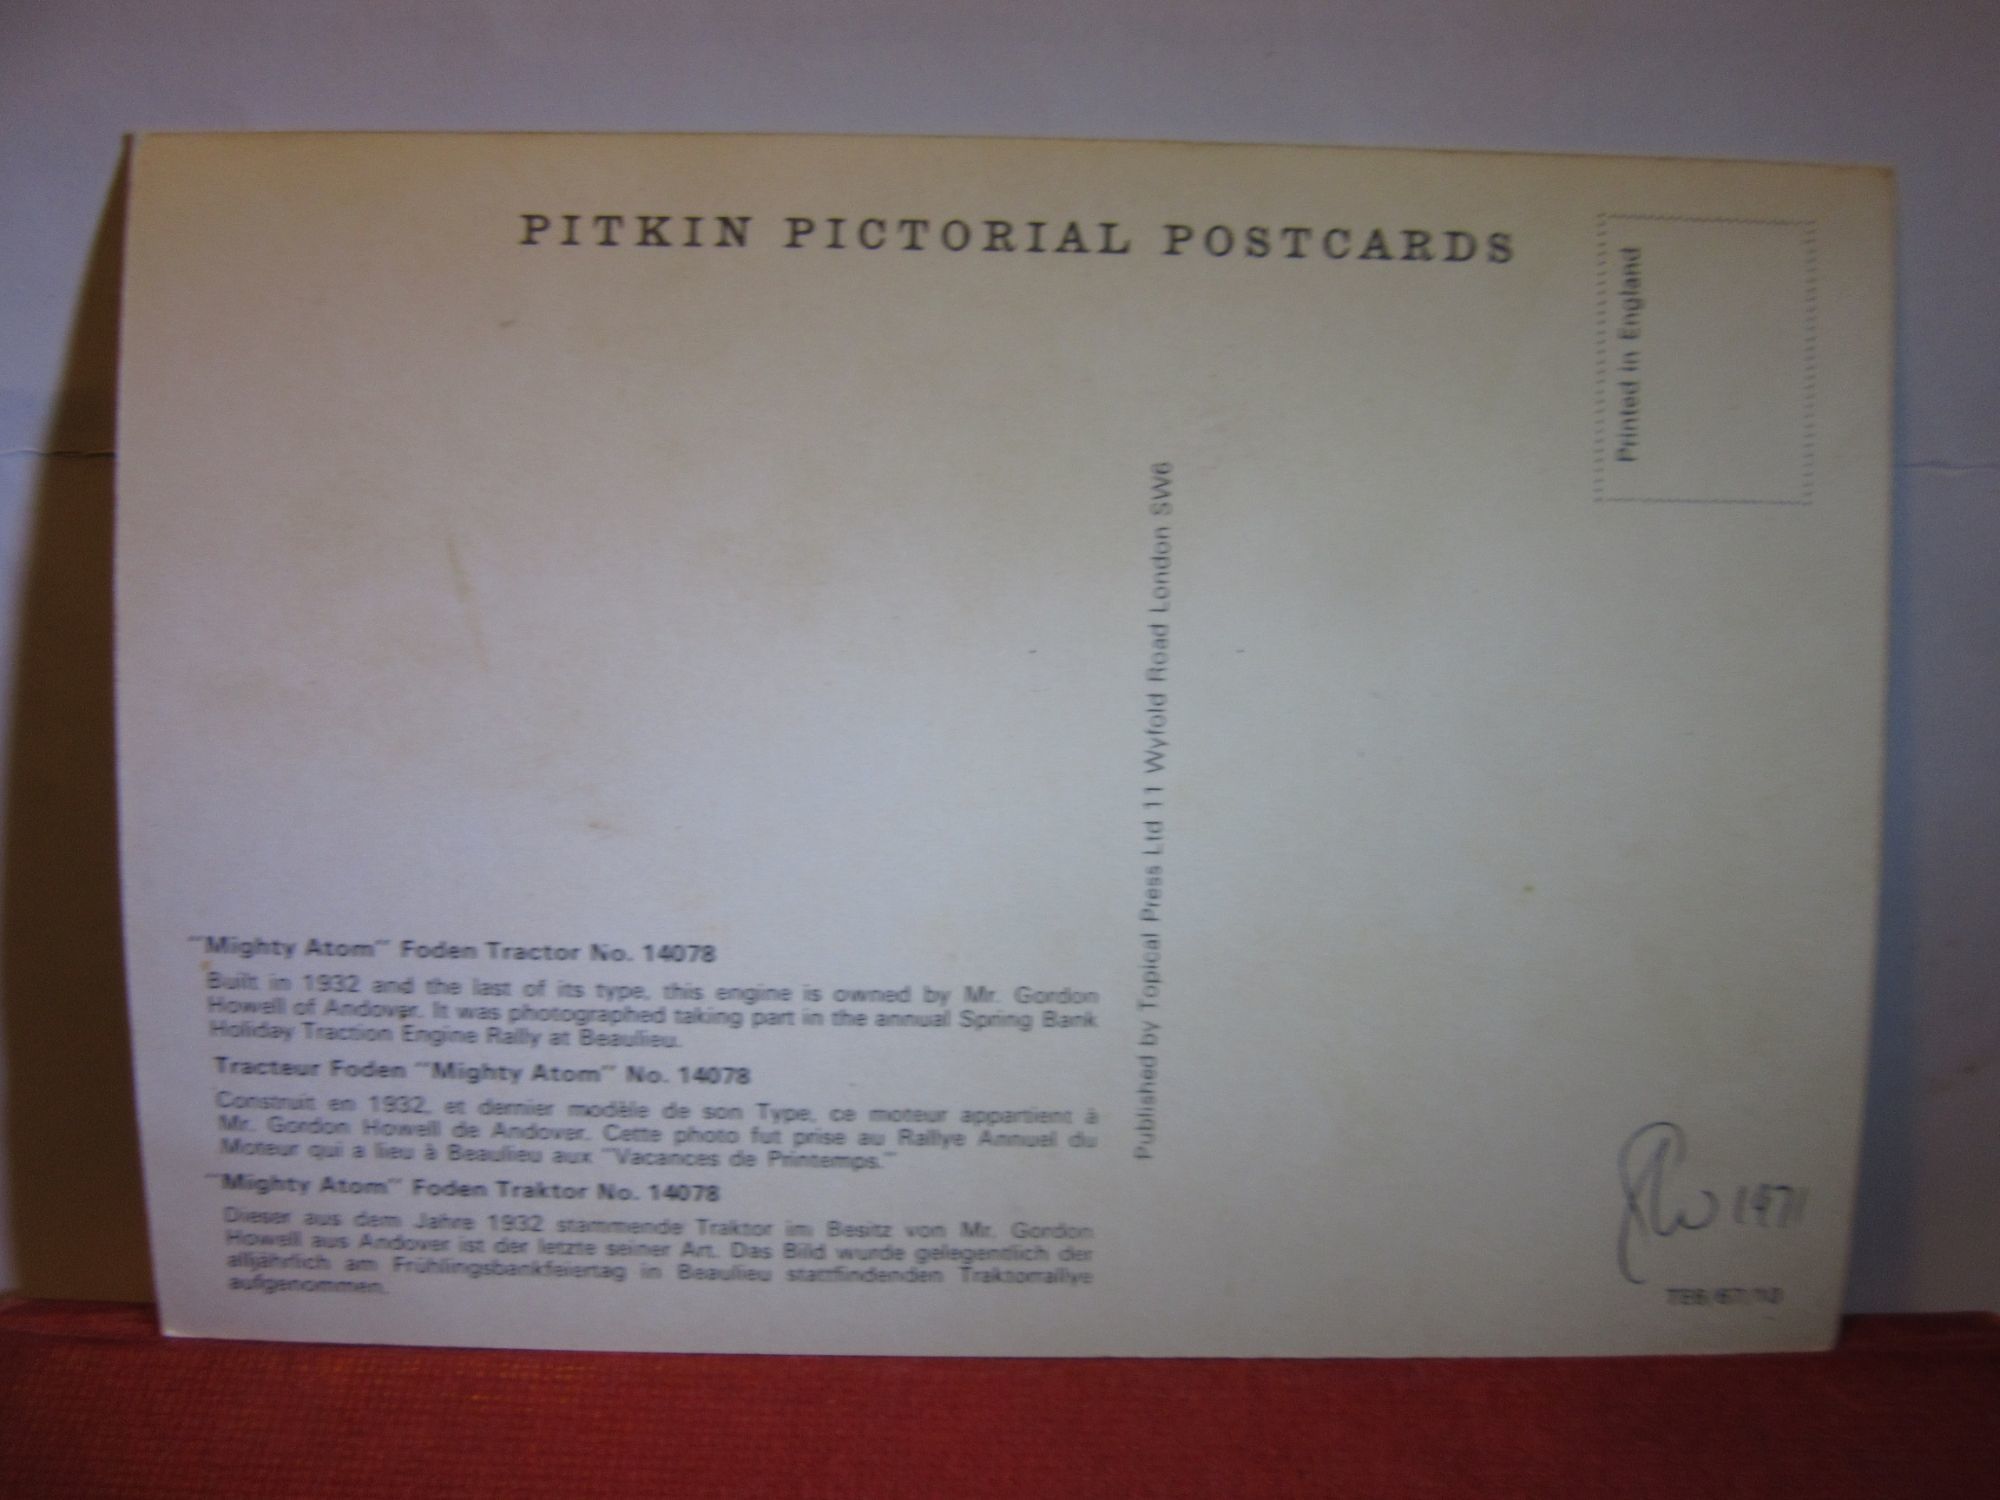 PITKIN PICTORIAL POSTCARDS
Printed in England
Published by Topical Press Ltd 11 Wyfold Road London SW6
"Mighty Atom" Foden Tractor No. 14078
Built in 1932 and the last of its type, this engine is owned by Mr. Gordon
Howell of Andover. It was photographed taking part in the annual Spring Bank
Holiday Traction Engine Rally at Beaulieu.
Tracteur Foden "Mighty Atom" No. 14078
Construit en 1932, et dernier modèle de son Type, ce moteur appartient à
Mr. Gordon Howell de Andover. Cette photo fut prise au Rallye Annuel du
Moteur qui a lieu à Beaulieu aux "Vacances de Printemps."
"Mighty Atom" Foden Traktor No. 14078
Dieser aus dem Jahre 1932 stammende Traktor im Besitz von Mr. Gordon
Howell aus Andover ist der letzte seiner Art. Das Bild wurde gelegentlich der
alljährlich am Frühlingsbankfeiertag in Beaulieu stattfindenden Traktorrallye
aufgenommen.
1971